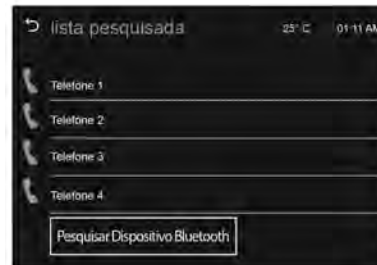 lista pesquisada 25° C 01:11 AM
Telefone 1
Telefone 2
Telefone 3
Telefone 4
Pesquisar Dispositivo Bluetooth